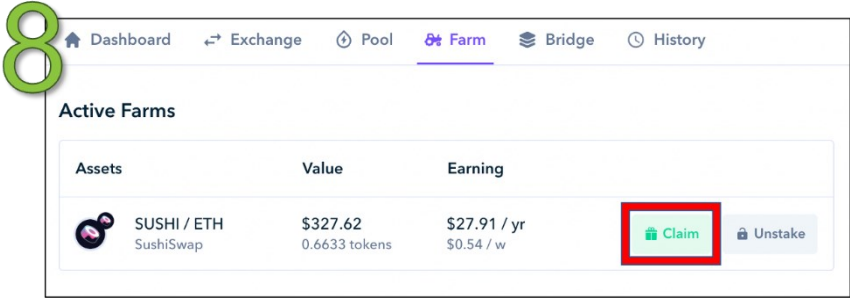 8
Dashboard Exchange Pool Farm Bridge History
Active Farms
Assets Value Earning
SUSHI / ETH $327.62 $27.91 / yr Claim Unstake
SushiSwap 0.6633 tokens $0.54 / w